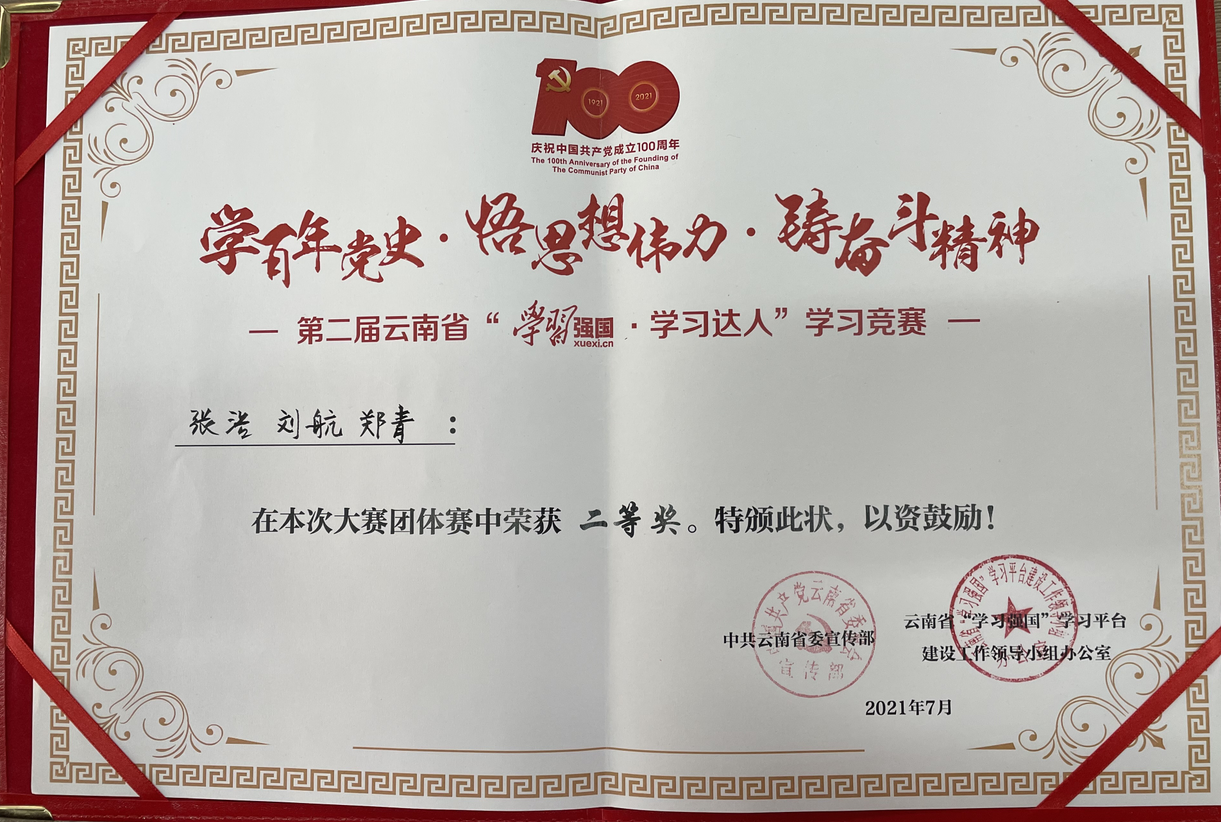 1921 2021
庆祝中国共产党成立100周年
The 100th Anniversary of the Founding of
The Communist Party of China
学百年党史·悟思想伟力·铸奋斗精神
— 第二届云南省“学习强国·学习达人”学习竞赛 —
xuexi.cn
张浩 刘航 郑青 :
在本次大赛团体赛中荣获 二等奖。特颁此状，以资鼓励！
中共云南省委宣传部
宣传部
云南省“学习强国”学习平台
建设工作领导小组办公室
2021年7月